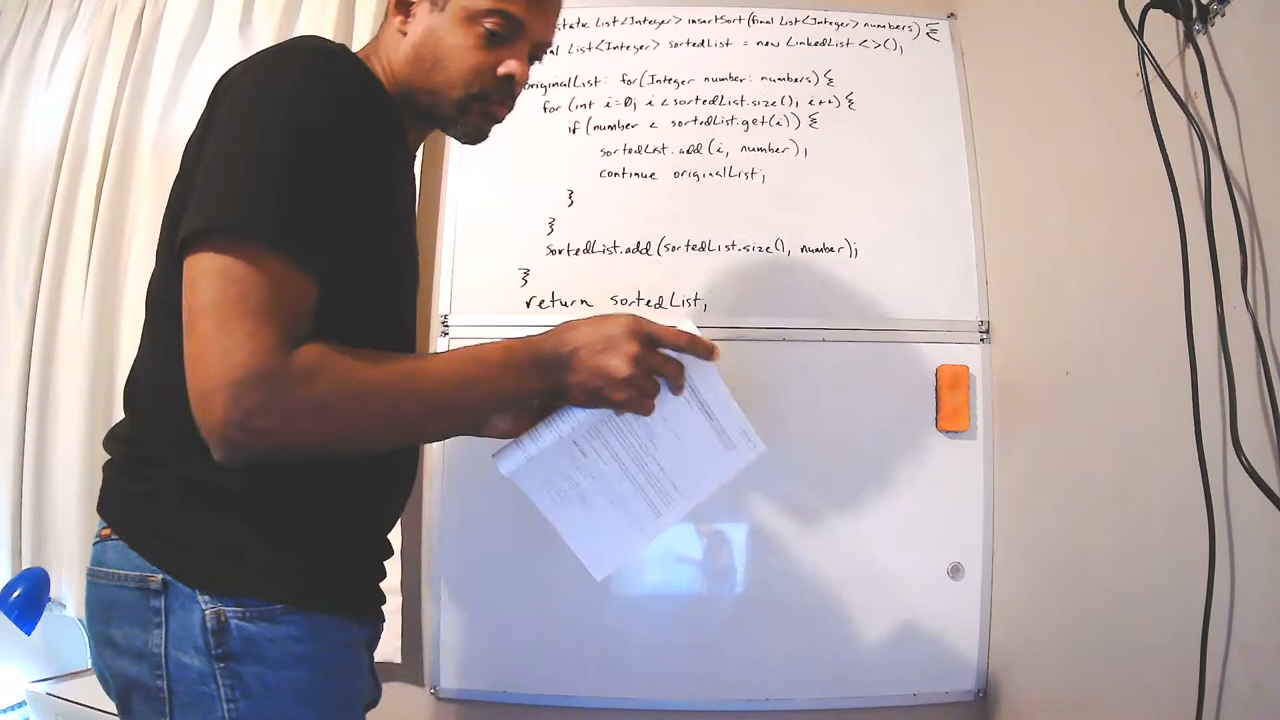 static List<Integer> insertSort(final List<Integer> numbers) {
List<Integer> sortedList = new LinkedList<>();
originalList: for(Integer number: numbers) {
for (int i=0; i<sortedList.size(); i++) {
if (number < sortedList.get(i)) {
sortedList.add(i, number);
continue originalList;
}
}
sortedList.add(sortedList.size(), number);
}
return sortedList;